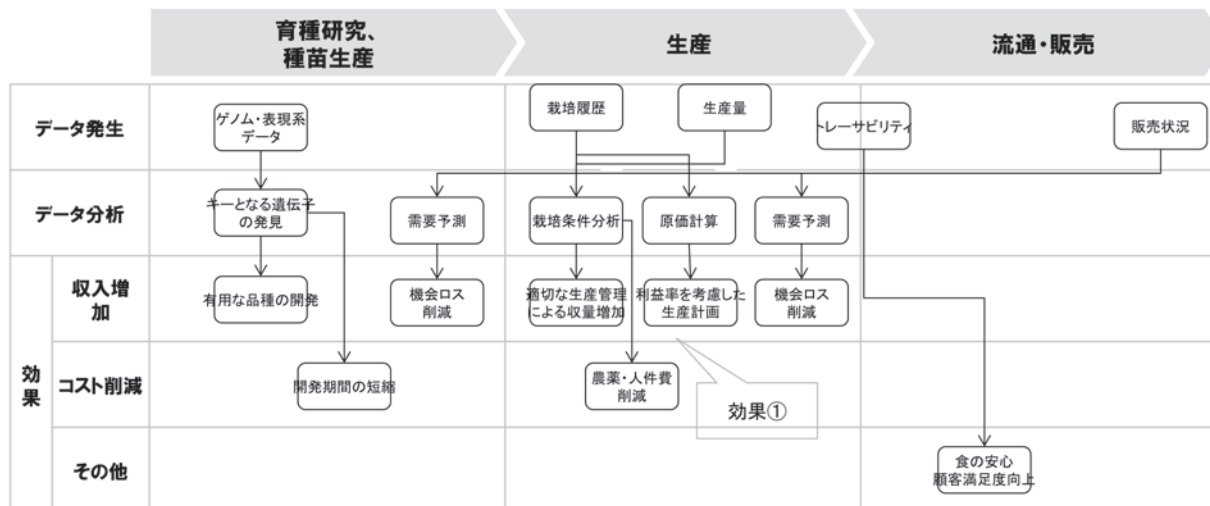 育種研究、
種苗生産
生産
流通・販売
データ発生
ゲノム・表現系
データ
栽培履歴
生産量
トレーサビリティ
販売状況
データ分析
キーとなる遺伝子
の発見
需要予測
栽培条件分析
原価計算
需要予測
効果
収入増
加
有用な品種の開発
機会ロス
削減
適切な生産管理
による収量増加
利益率を考慮した
生産計画
機会ロス
削減
コスト削減
開発期間の短縮
農薬・人件費
削減
効果①
その他
食の安心
顧客満足度向上